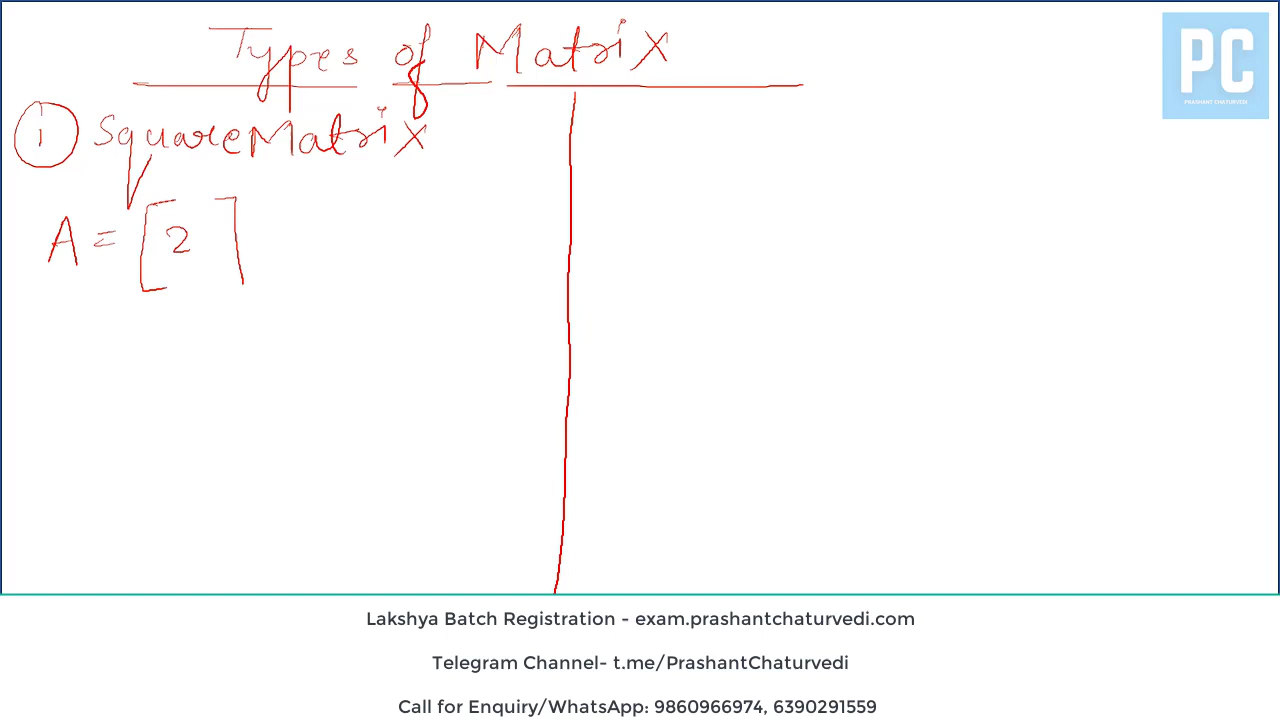 Types of Matrix
PC
PRASHANT CHATURVEDI
1 Square Matrix
A = [2 ]
Lakshya Batch Registration - exam.prashantchaturvedi.com
Telegram Channel- t.me/PrashantChaturvedi
Call for Enquiry/WhatsApp: 9860966974, 6390291559